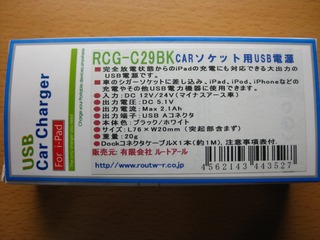 RCG-C29BK CARソケット用USB電源
●完全放電状態からのiPadの充電にも対応できる大出力の
USB電源です。
●車のシガーソケットに差し込み、iPad、iPod、iPhoneなどの
充電やその他USB電力機器に使用できます。
●入力：DC 12V/24V（マイナスアース車）
●出力電圧：DC 5.1V
●出力電流：Max 2.1Ah
●出力端子：USB Aコネクタ
●本体色：ブラック/ホワイト
●サイズ：L76×W20mm（突起部含まず）
●重量：20g
●Dockコネクタケーブル×1本（約1M）、注意事項表付
販売元：有限会社 ルートアール
http://www.routw-r.co.jp
4562143 443527
USB
Car Charger
For i-Pad